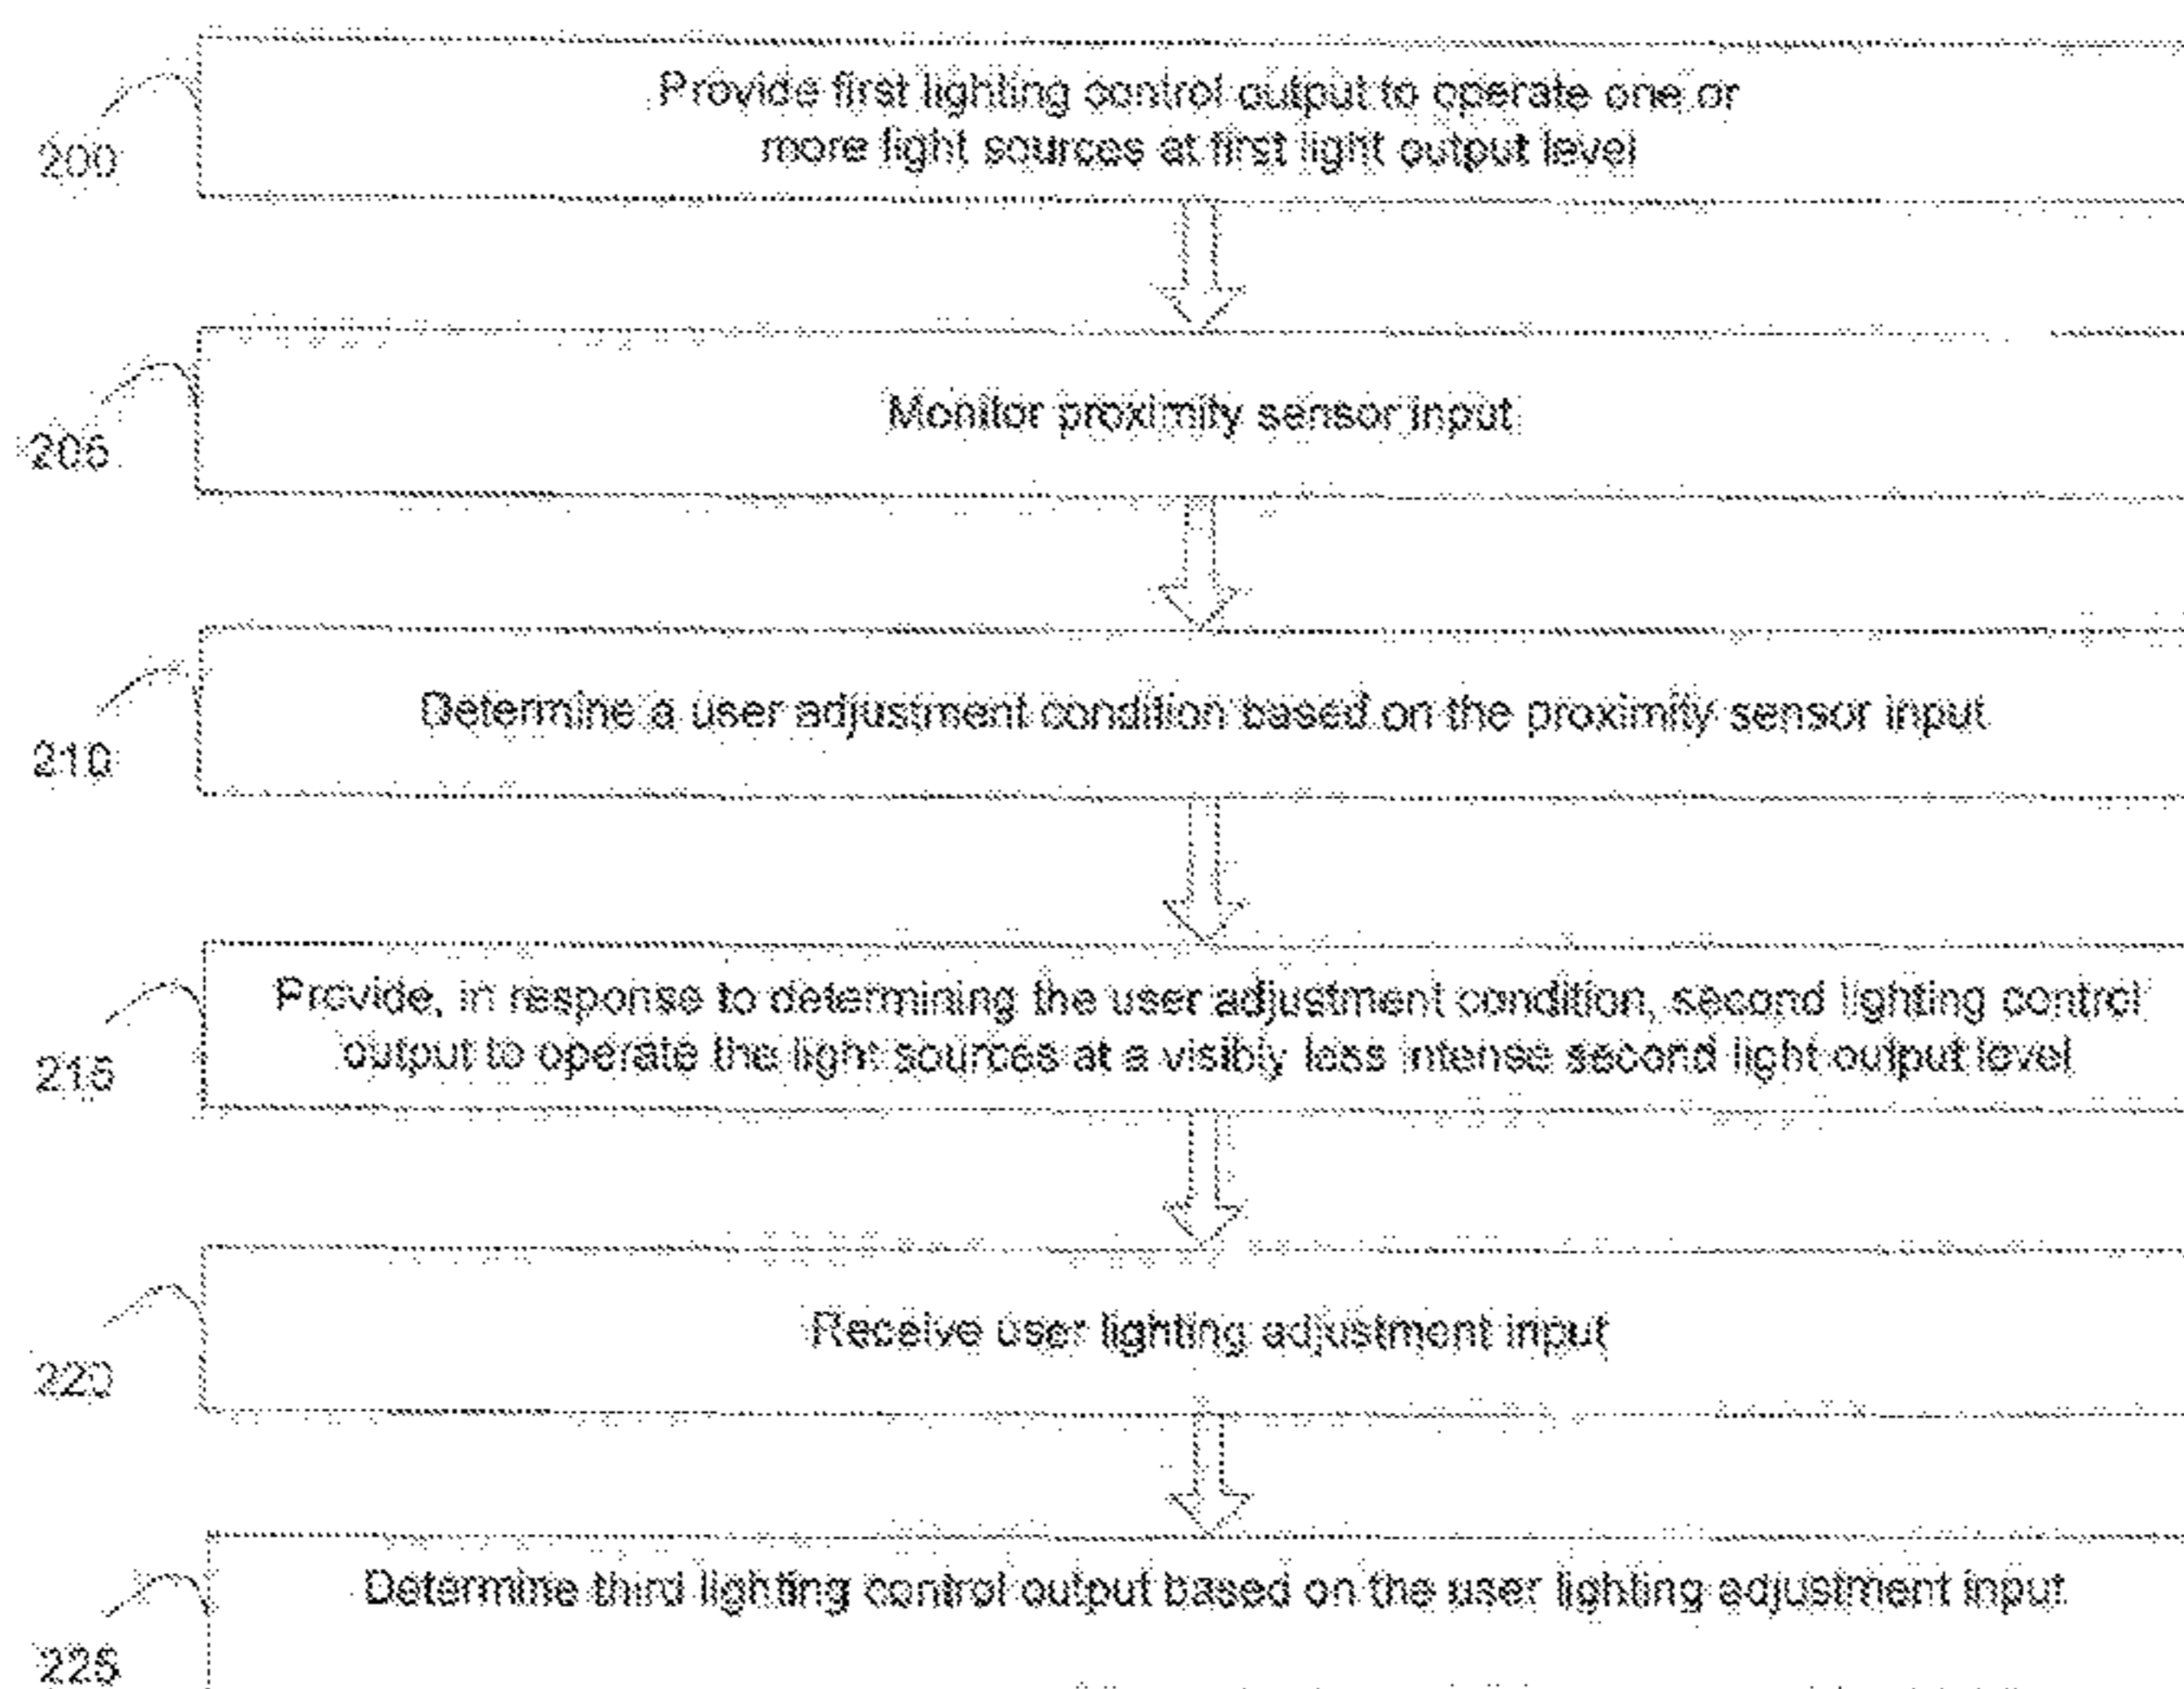 Provide first lighting control output to operate one or
more light sources at first light output level
200
Monitor proximity sensor input
205
Determine a user adjustment condition based on the proximity sensor input
210
Provide, in response to determining the user adjustment condition, second lighting control
output to operate the light sources at a visibly less intense second light output level
215
Receive user lighting adjustment input
220
Determine third lighting control output based on the user lighting adjustment input
225